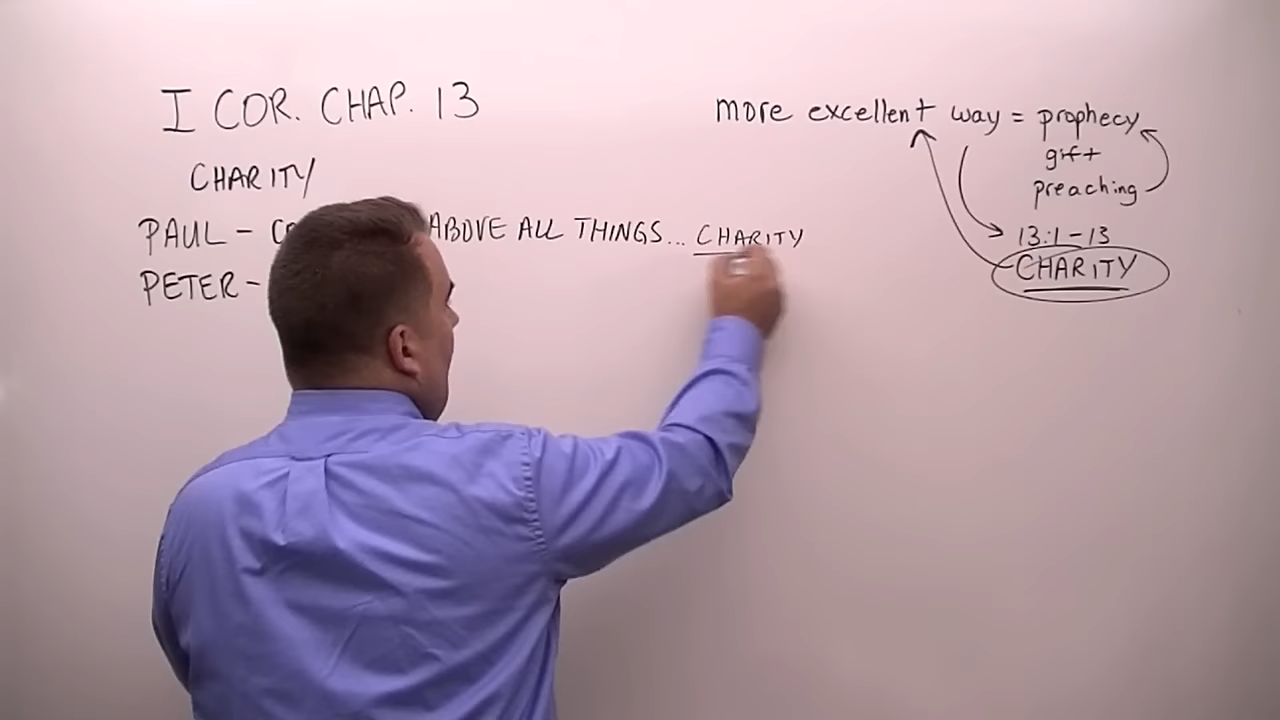 I COR. CHAP. 13
CHARITY
PAUL - ABOVE ALL THINGS... CHARITY
PETER -
more excellent way = prophecy
gift
preaching
13:1-13
CHARITY